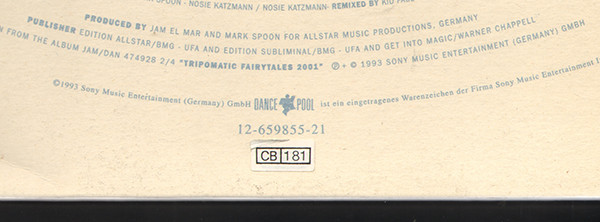 SPOON - NOSIE KATZMANN / NOSIE KATZMANN- REMIXED BY KID PAUL
PRODUCED BY JAM EL MAR AND MARK SPOON FOR ALLSTAR MUSIC PRODUCTIONS, GERMANY
PUBLISHER EDITION ALLSTAR/BMG - UFA AND EDITION SUBLIMINAL/BMG - UFA AND GET INTO MAGIC/WARNER CHAPPELL
FROM THE ALBUM JAM/DAN 474928 2/4 "TRIPOMATIC FAIRYTALES 2001" ℗ + © 1993 SONY MUSIC ENTERTAINMENT (GERMANY) GMBH
©1993 Sony Music Entertainment (Germany) GmbH DANCE POOL ist ein eingetragenes Warenzeichen der Firma Sony Music Entertainment
12-659855-21
CB 181